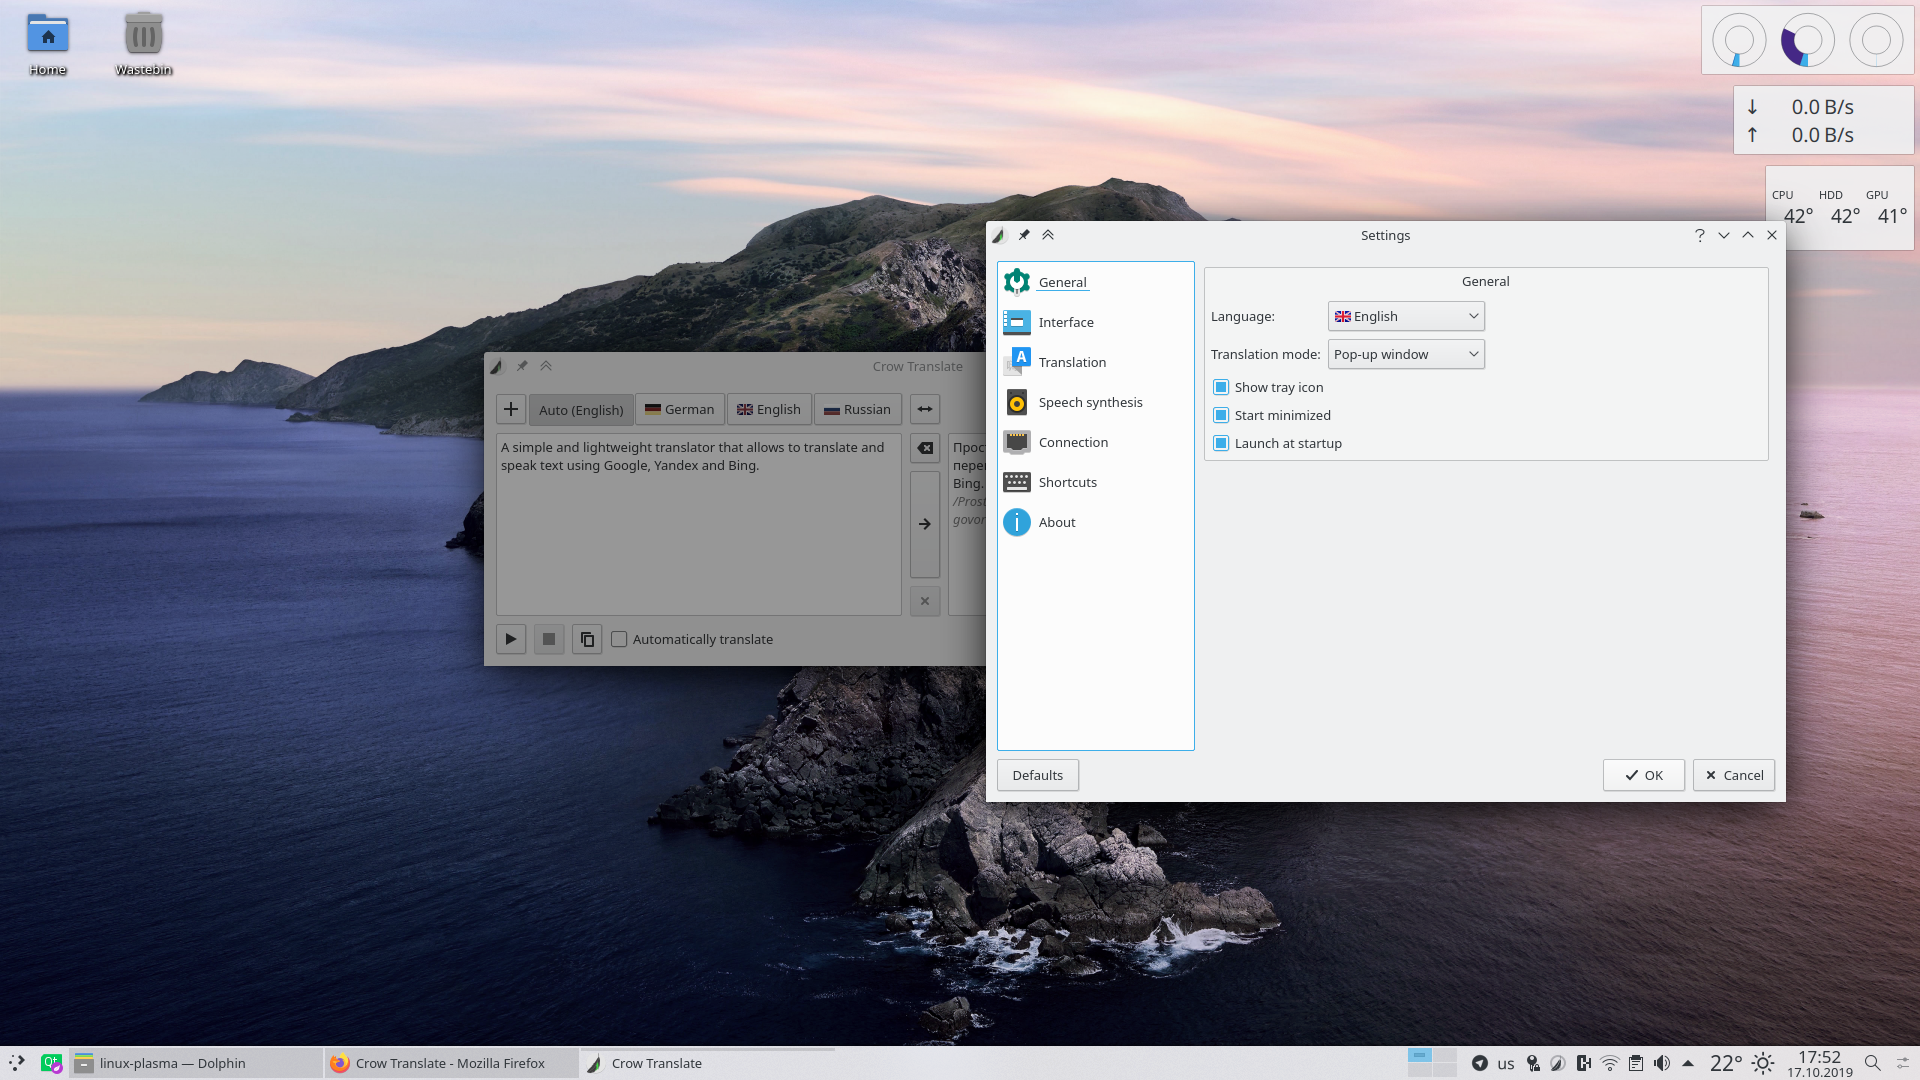 Home
Wastebin
0.0 B/s
0.0 B/s
CPU HDD GPU
42° 42° 41°
Settings
General
Interface
Translation
Speech synthesis
Connection
Shortcuts
About
General
Language: English
Translation mode: Pop-up window
Show tray icon
Start minimized
Launch at startup
Defaults
OK
Cancel
Crow Translate
Auto (English) German English Russian
A simple and lightweight translator that allows to translate and
speak text using Google, Yandex and Bing.
Bing.
Automatically translate
linux-plasma — Dolphin
Crow Translate - Mozilla Firefox
Crow Translate
us
22°
17:52
17.10.2019